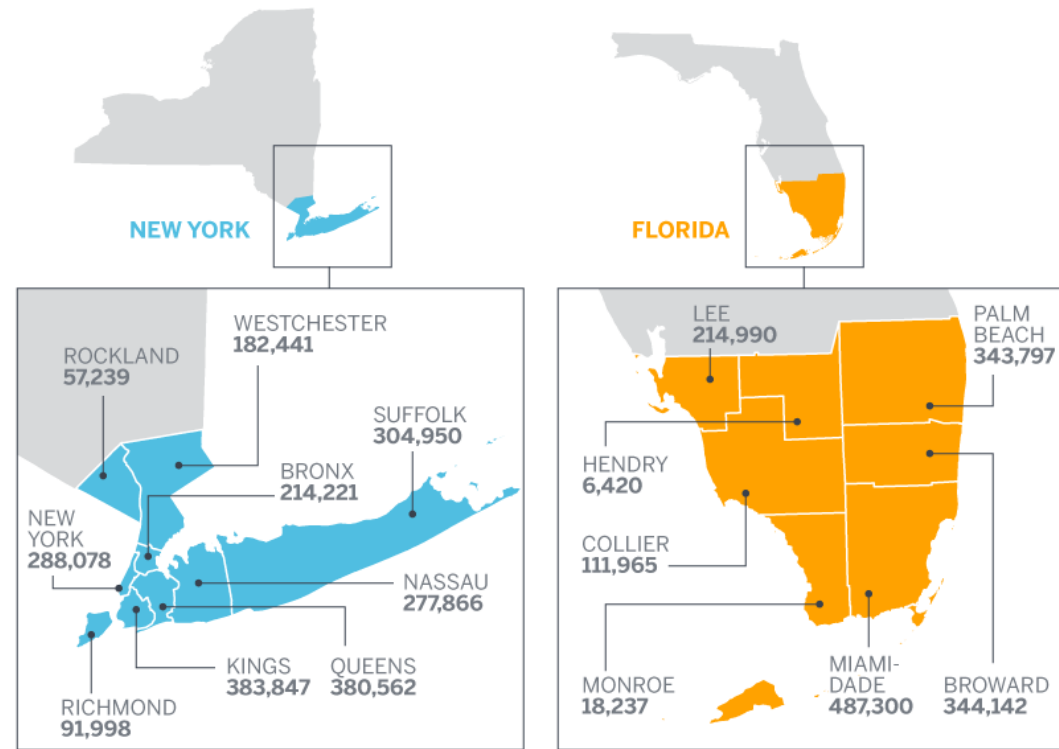 NEW YORK
FLORIDA
WESTCHESTER
182,441
ROCKLAND
57,239
SUFFOLK
304,950
BRONX
214,221
NEW
YORK
288,078
NASSAU
277,866
KINGS
383,847
QUEENS
380,562
RICHMOND
91,998
LEE
214,990
PALM
BEACH
343,797
HENDRY
6,420
COLLIER
111,965
MONROE
18,237
MIAMI-
DADE
487,300
BROWARD
344,142